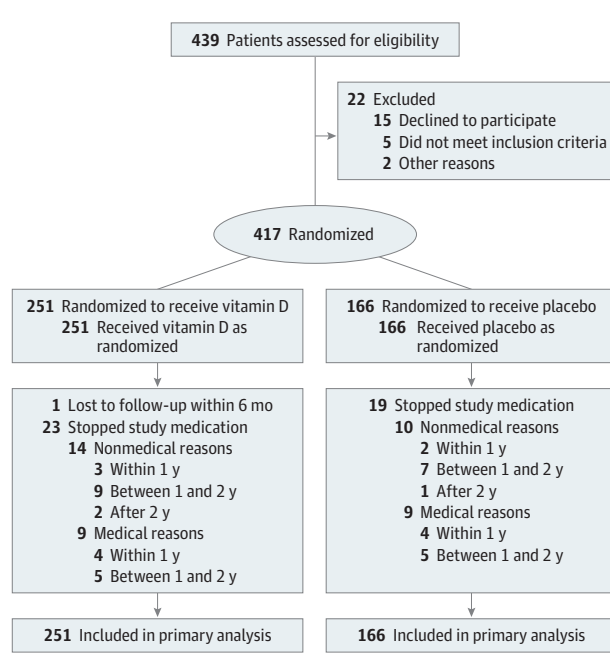 439 Patients assessed for eligibility
22 Excluded
15 Declined to participate
5 Did not meet inclusion criteria
2 Other reasons
417 Randomized
251 Randomized to receive vitamin D
251 Received vitamin D as
randomized
166 Randomized to receive placebo
166 Received placebo as
randomized
1 Lost to follow-up within 6 mo
23 Stopped study medication
14 Nonmedical reasons
3 Within 1 y
9 Between 1 and 2 y
2 After 2 y
9 Medical reasons
4 Within 1 y
5 Between 1 and 2 y
19 Stopped study medication
10 Nonmedical reasons
2 Within 1 y
7 Between 1 and 2 y
1 After 2 y
9 Medical reasons
4 Within 1 y
5 Between 1 and 2 y
251 Included in primary analysis
166 Included in primary analysis